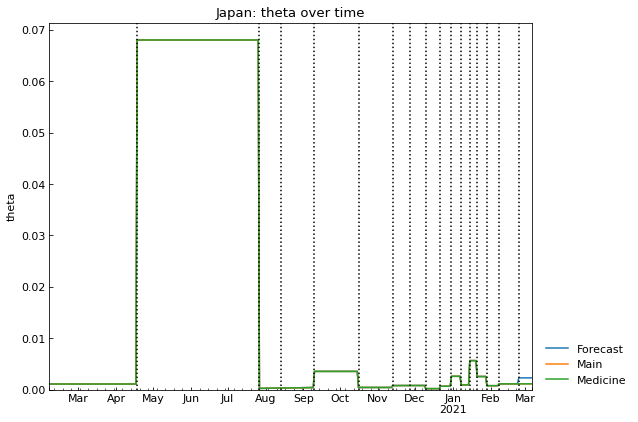 Japan: theta over time
0.07
0.06
0.05
0.04
0.03
0.02
0.01
0.00
theta
Mar Apr May Jun Jul Aug Sep Oct Nov Dec Jan Feb Mar
2021
Forecast
Main
Medicine